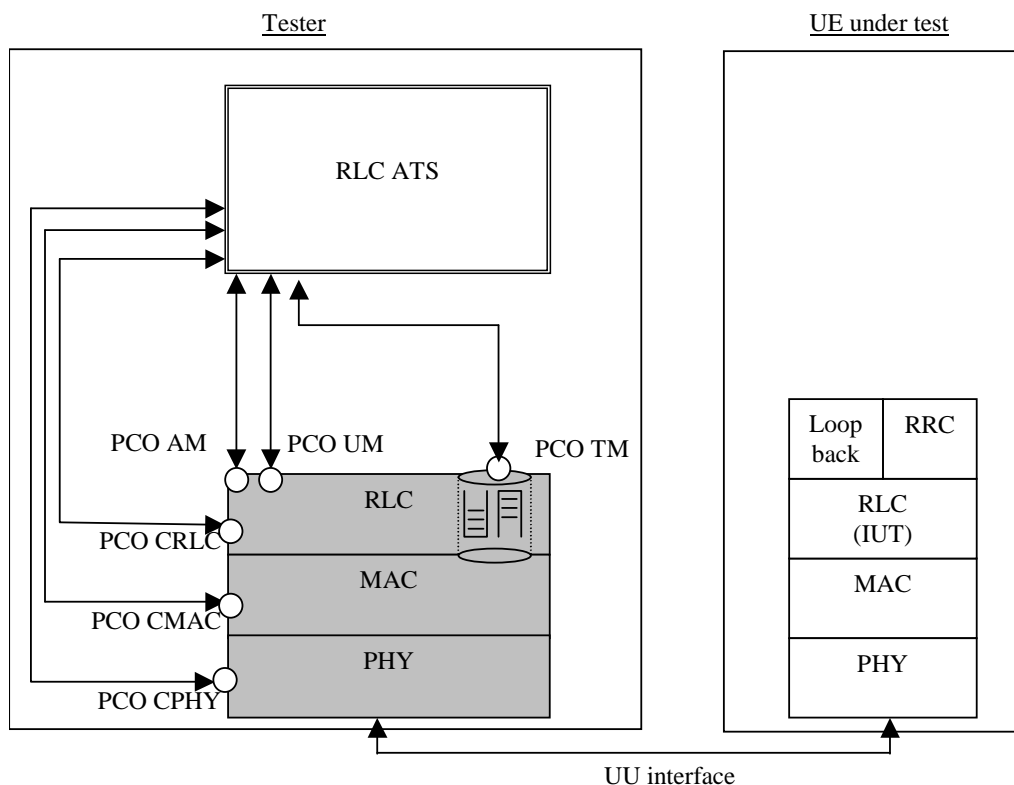 Tester
UE under test
RLC ATS
PCO AM
PCO UM
PCO TM
Loop
back
RRC
RLC
RLC
(IUT)
PCO CRLC
MAC
MAC
PCO CMAC
PHY
PHY
PCO CPHY
UU interface